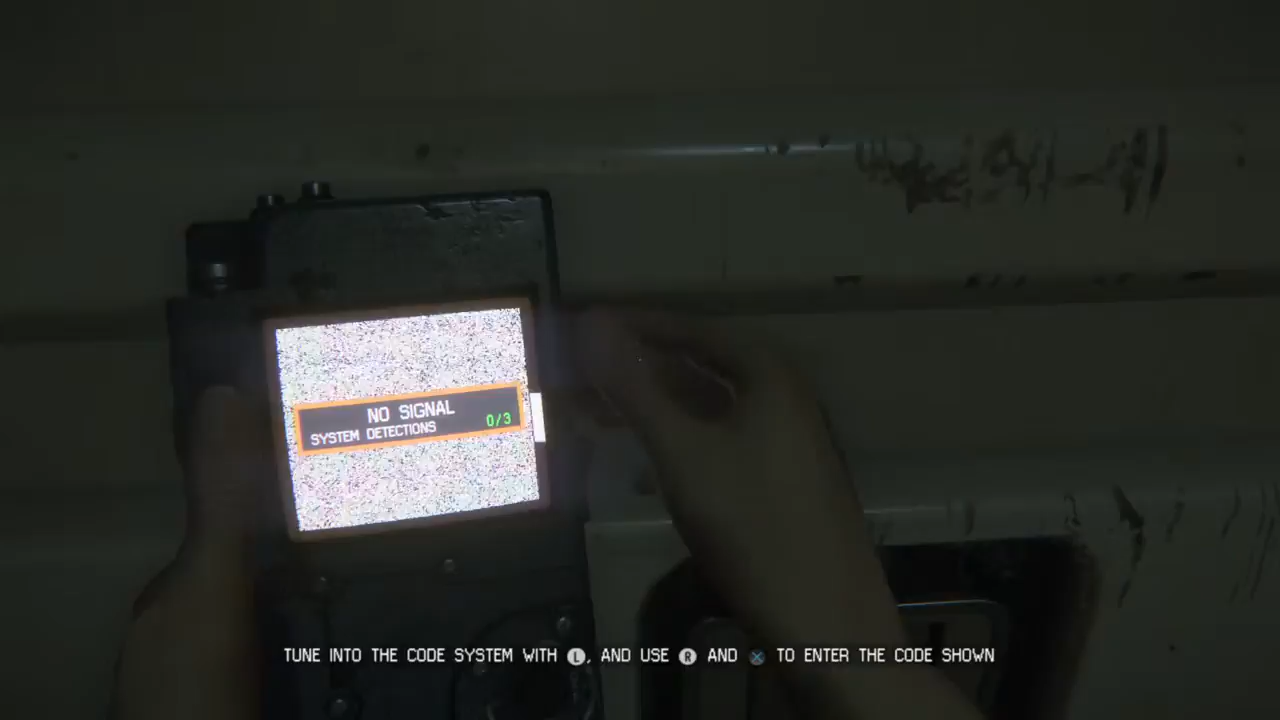 NO SIGNAL
SYSTEM DETECTIONS 0/3
TUNE INTO THE CODE SYSTEM WITH L, AND USE R AND X TO ENTER THE CODE SHOWN